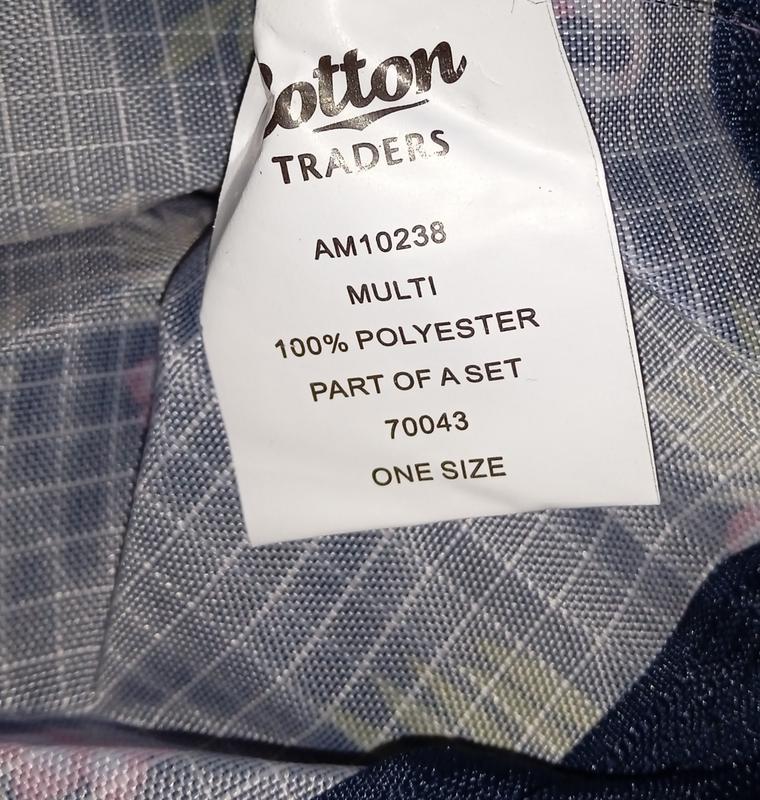 Cotton
TRADERS
AM10238
MULTI
100% POLYESTER
PART OF A SET
70043
ONE SIZE